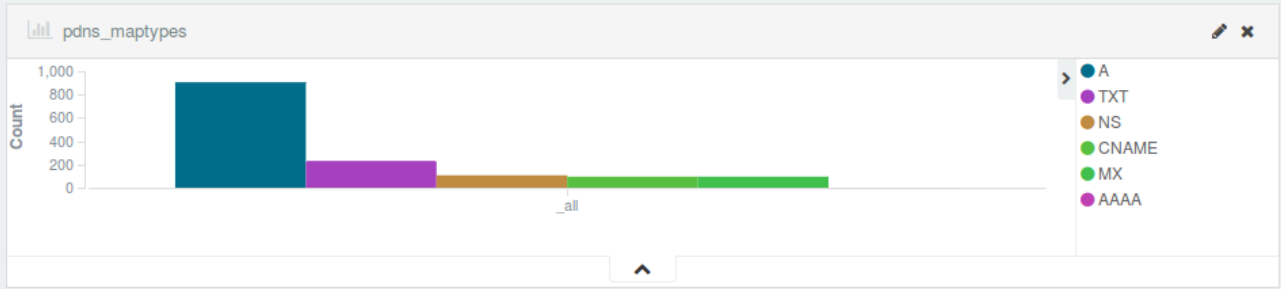 pdns_maptypes
Count
1,000
800
600
400
200
0
_all
A
TXT
NS
CNAME
MX
AAAA